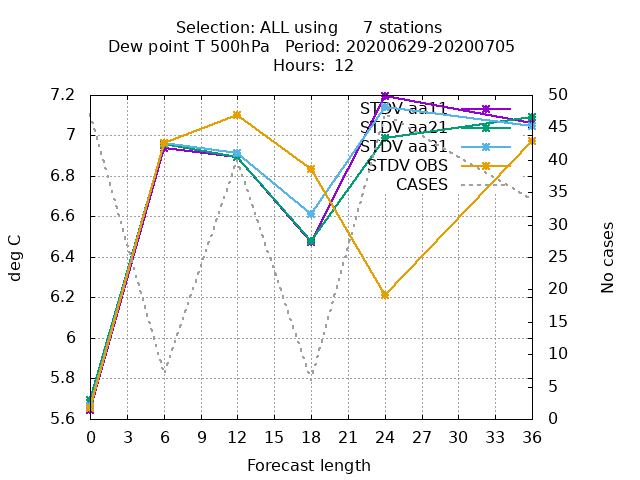 Selection: ALL using 7 stations
Dew point T 500hPa Period: 20200629-20200705
Hours: 12
7.2
7
6.8
6.6
6.4
6.2
6
5.8
5.6
deg C
STDV aa11
STDV aa21
STDV aa31
STDV OBS
CASES
50
45
40
35
30
25
20
15
10
5
0
No cases
0 3 6 9 12 15 18 21 24 27 30 33 36
Forecast length